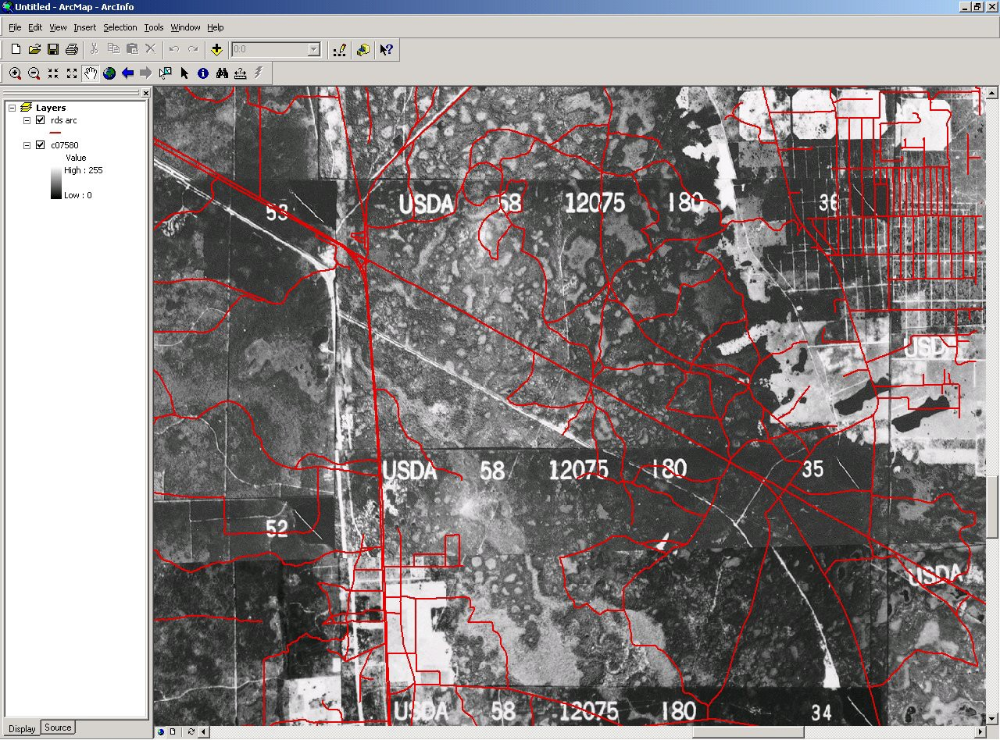 Untitled - ArcMap - ArcInfo
File Edit View Insert Selection Tools Window Help
0:0
Layers
rds arc
c07580
Value
High : 255
Low : 0
53 USDA 58 12075 180 36
USDA
USDA 58 12075 180 35
52
USDA
USDA 58 12075 180 34
Display Source